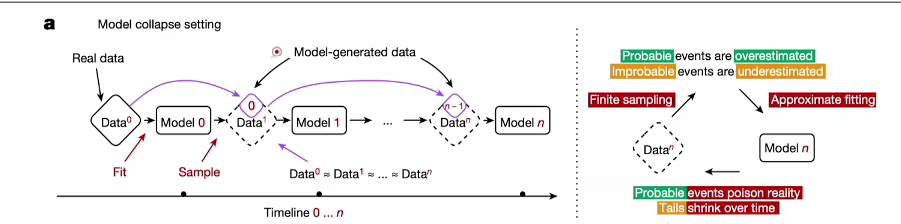 a
Model collapse setting
Real data
Model-generated data
Data⁰
Model 0
0
Data¹
Model 1
...
n − 1
Dataⁿ
Model n
Fit
Sample
Data⁰ ≈ Data¹ ≈ ... ≈ Dataⁿ
Timeline 0 ... n
Probable events are overestimated
Improbable events are underestimated
Finite sampling
Approximate fitting
Dataⁿ
Model n
Probable events poison reality
Tails shrink over time